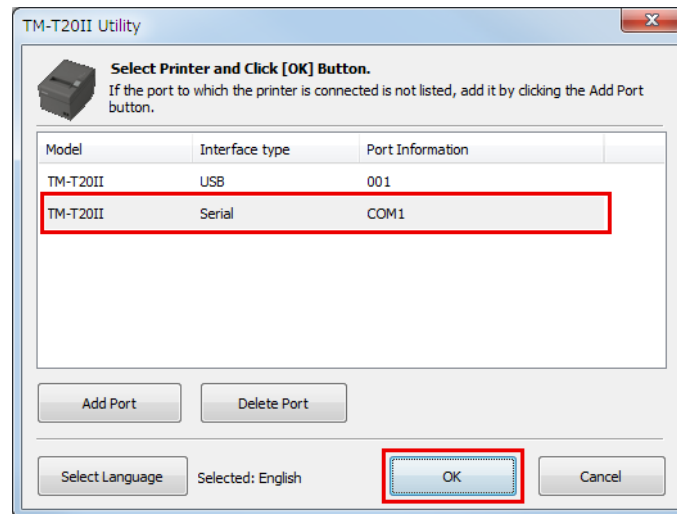 TM-T20II Utility
Select Printer and Click [OK] Button.
If the port to which the printer is connected is not listed, add it by clicking the Add Port
button.
Model Interface type Port Information
TM-T20II USB 001
TM-T20II Serial COM1
Add Port Delete Port
Select Language Selected: English OK Cancel